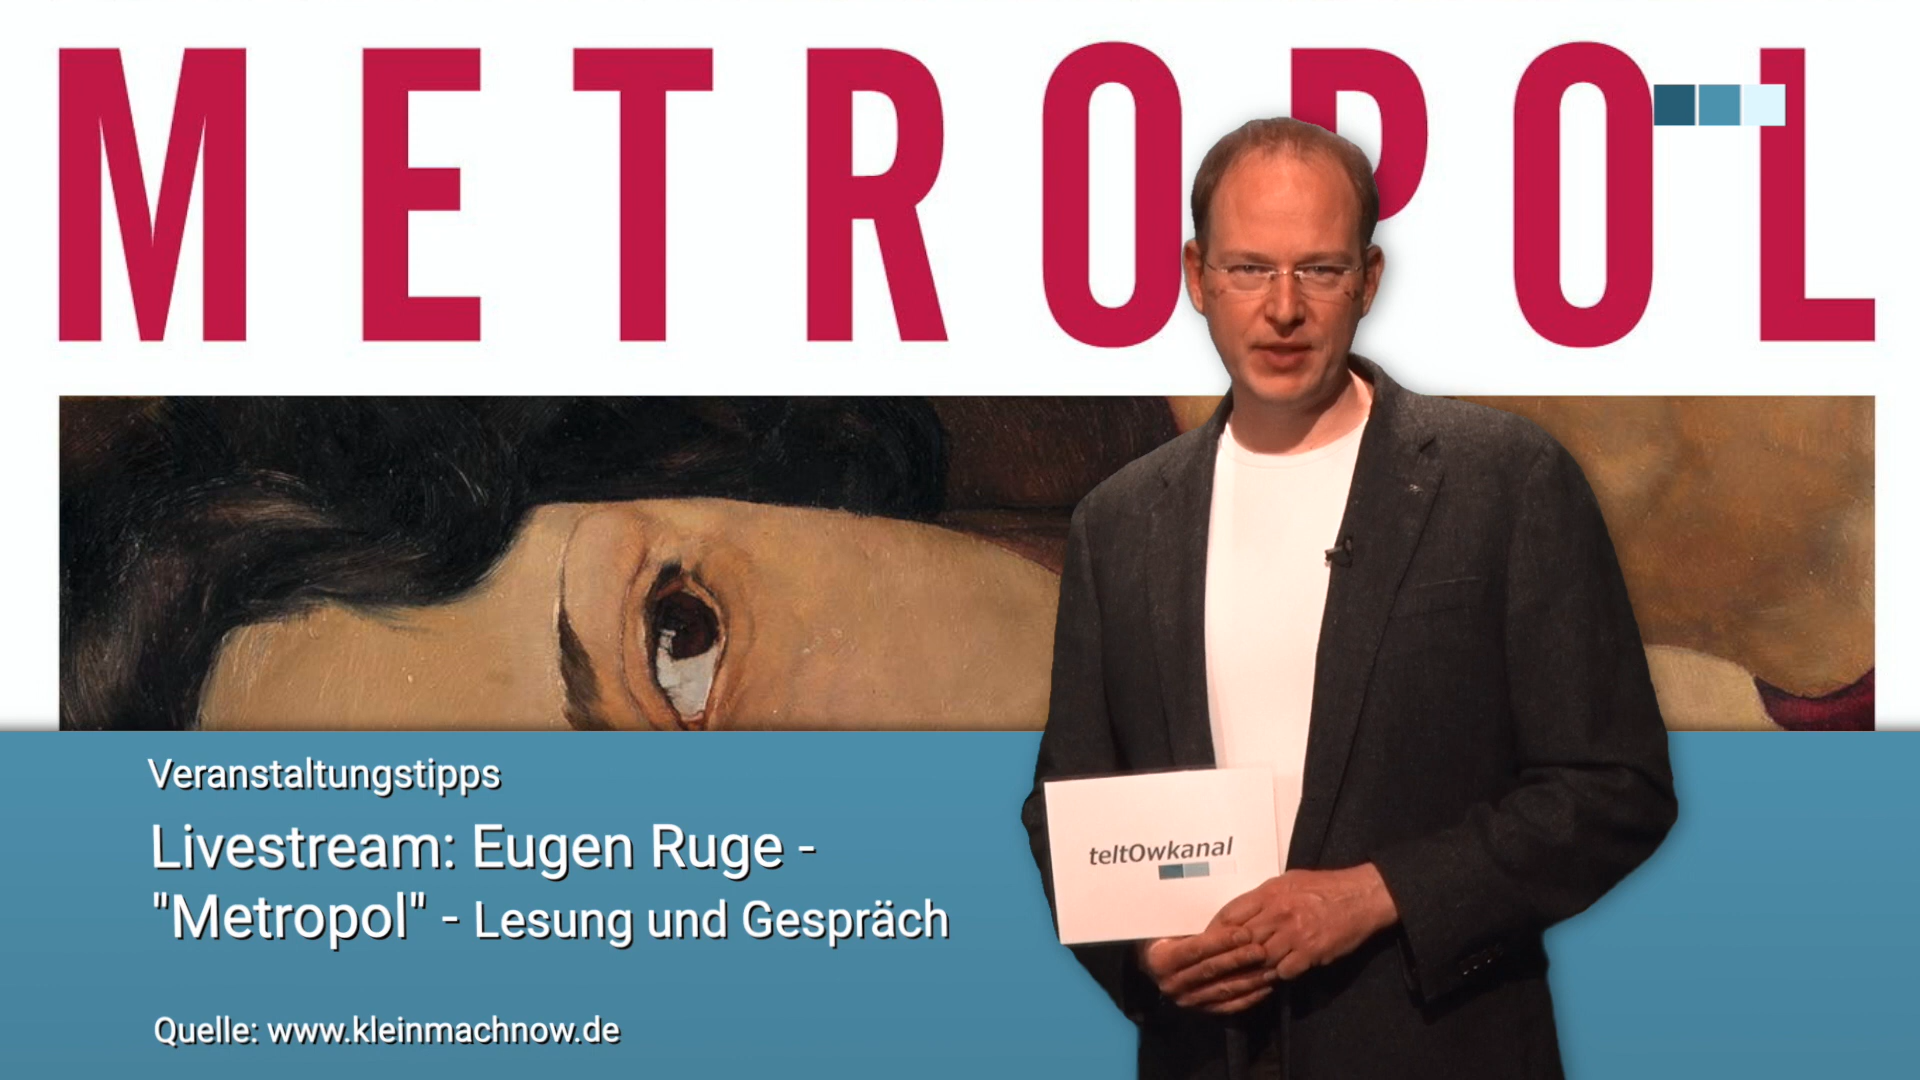 METROPOL
Veranstaltungstipps
Livestream: Eugen Ruge -
"Metropol" - Lesung und Gespräch
teltOwkanal
Quelle: www.kleinmachnow.de